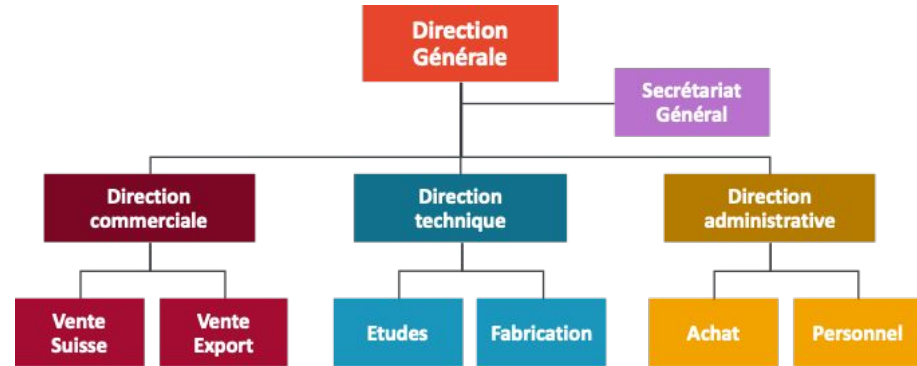 Direction
Générale
Secrétariat
Général
Direction
commerciale
Direction
technique
Direction
administrative
Vente
Suisse
Vente
Export
Etudes
Fabrication
Achat
Personnel